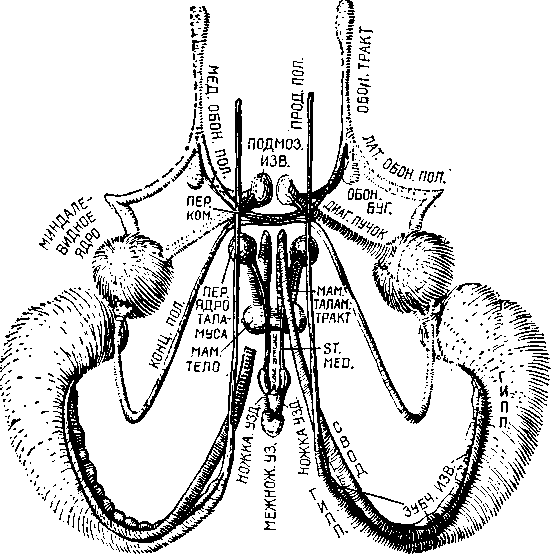 МЕД. ОБОН. ПОЛ.
ПРОД. ПОЛ.
ОБОН. ТРАКТ
ПОДМОЗ.
ИЗВ.
ЛАТ. ОБОН. ПОЛ.
ПЕР.
КОМ.
ОБОН.
БУГ.
ДИАГ. ПУЧОК
МИНДАЛЕ-
ВИДНОЕ
ЯДРО
ПЕР.
ЯДРО
ТАЛА-
МУСА
МАМ.
ТАЛАМ.
ТРАКТ
КОНЦ. ПОЛ.
МАМ.
ТЕЛО
ST.
MED.
НОЖКА УЗД.
МЕЖНОЖ. УЗ.
НОЖКА УЗД.
СВОД
ГИПП.
ЗУБЧ. ИЗВ.
ГИПП.